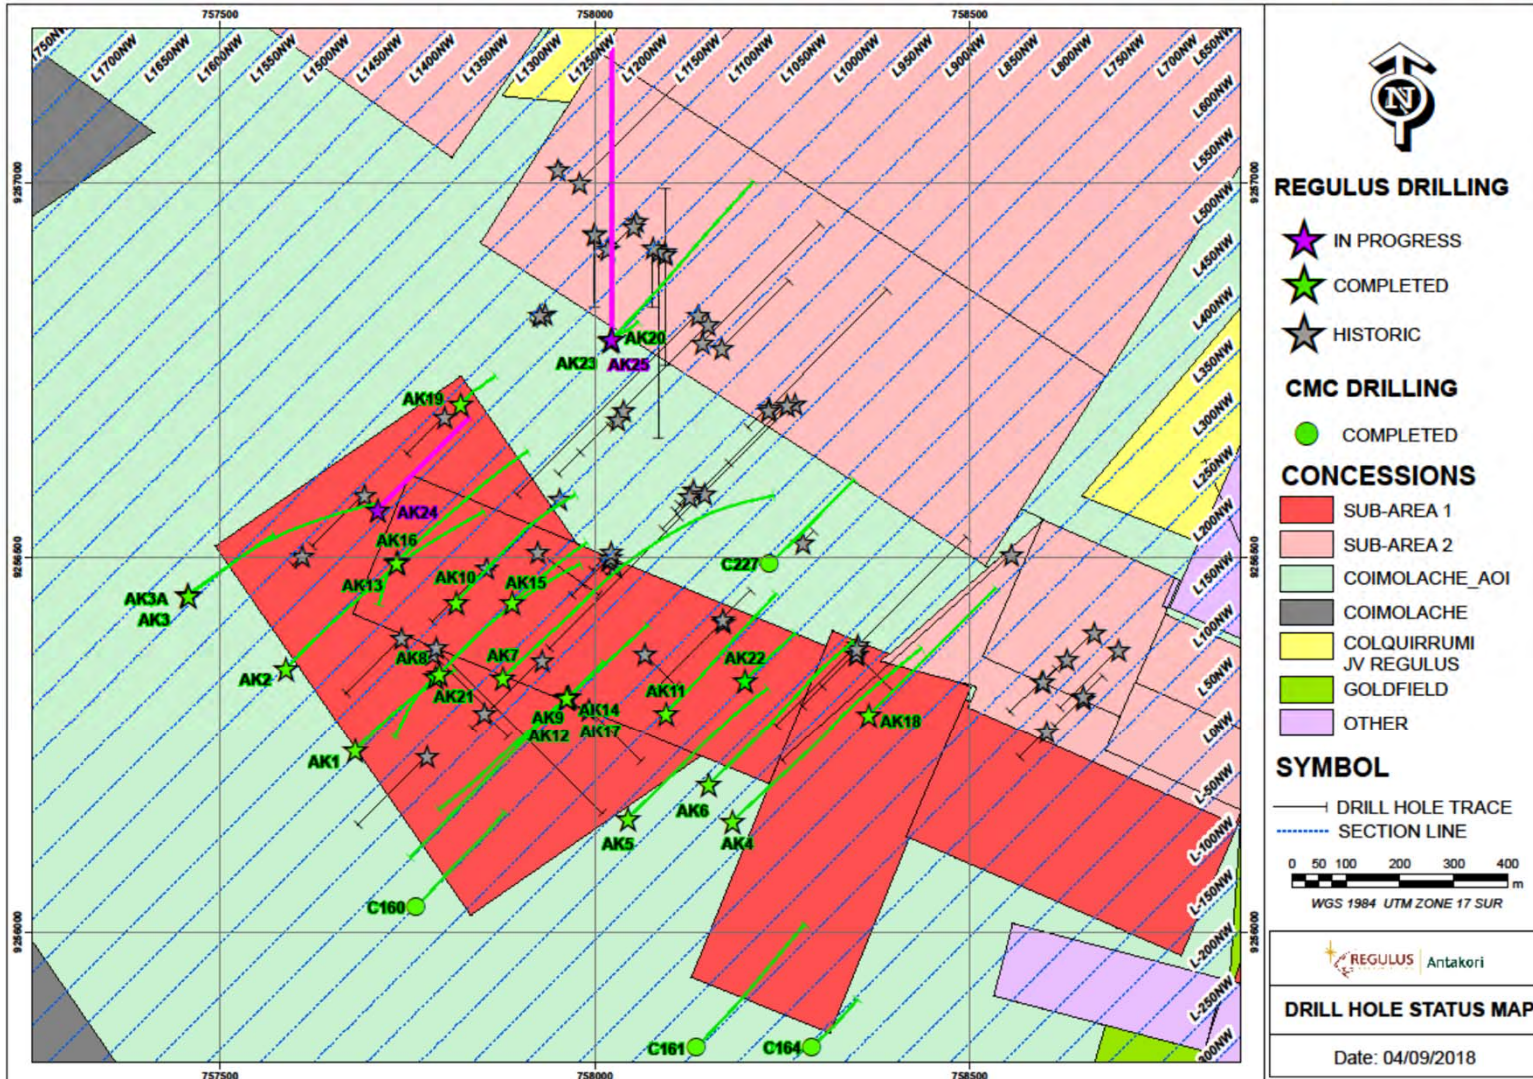 757500
758000
758500
1750NW
L1700NW
L1650NW
L1600NW
L1550NW
L1500NW
L1450NW
L1400NW
L1350NW
L1300NW
L1250NW
L1200NW
L1150NW
L1100NW
L1050NW
L1000NW
L950NW
L900NW
L850NW
L800NW
L750NW
L700NW
L650NW
L600NW
L550NW
L500NW
L450NW
L400NW
L350NW
L300NW
L250NW
L200NW
L150NW
L100NW
L50NW
L0NW
L-50NW
L-100NW
L-150NW
L-200NW
L-250NW
300NW
9257000
9257000
9256500
9256500
9256000
9256000
AK20
AK23
AK25
AK19
AK24
AK16
AK13
AK10
AK15
C227
AK3A
AK3
AK8
AK7
AK2
AK21
AK22
AK11
AK9
AK14
AK12
AK17
AK18
AK1
AK6
AK5
AK4
C160
C161
C164
757500
758000
758500
N
REGULUS DRILLING
IN PROGRESS
COMPLETED
HISTORIC
CMC DRILLING
COMPLETED
CONCESSIONS
SUB-AREA 1
SUB-AREA 2
COIMOLACHE_AOI
COIMOLACHE
COLQUIRRUMI
JV REGULUS
GOLDFIELD
OTHER
SYMBOL
DRILL HOLE TRACE
SECTION LINE
0 50 100 200 300 400
m
WGS 1984 UTM ZONE 17 SUR
REGULUS Antakori
DRILL HOLE STATUS MAP
Date: 04/09/2018